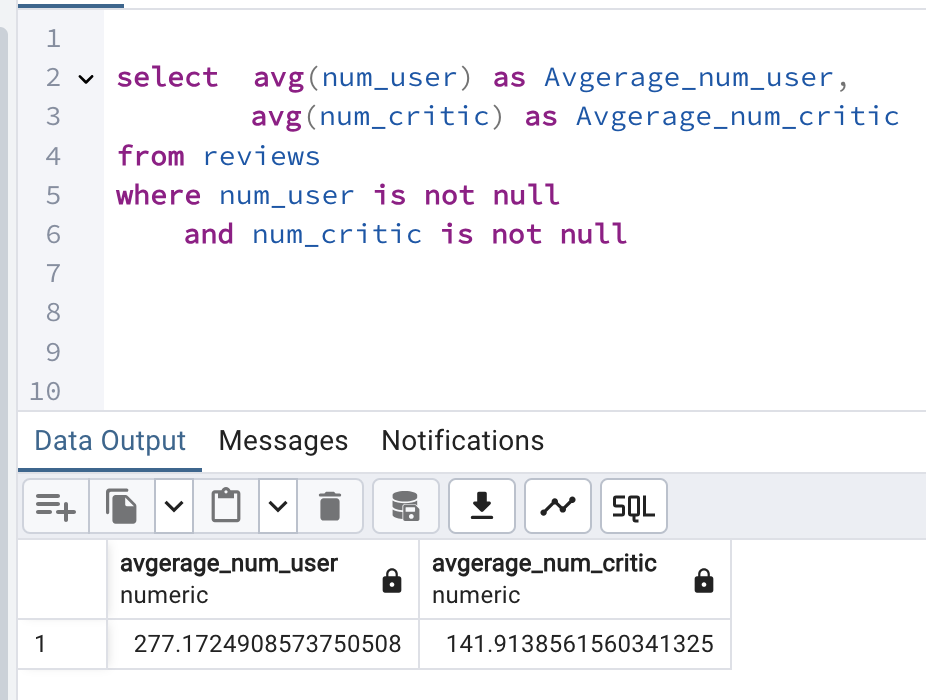 1
2 select  avg(num_user) as Avgerage_num_user,
3         avg(num_critic) as Avgerage_num_critic
4 from reviews
5 where num_user is not null
6     and num_critic is not null
7
8
9
10
Data Output Messages Notifications
SQL
avgerage_num_user avgerage_num_critic
numeric numeric
1 277.1724908573750508 141.9138561560341325